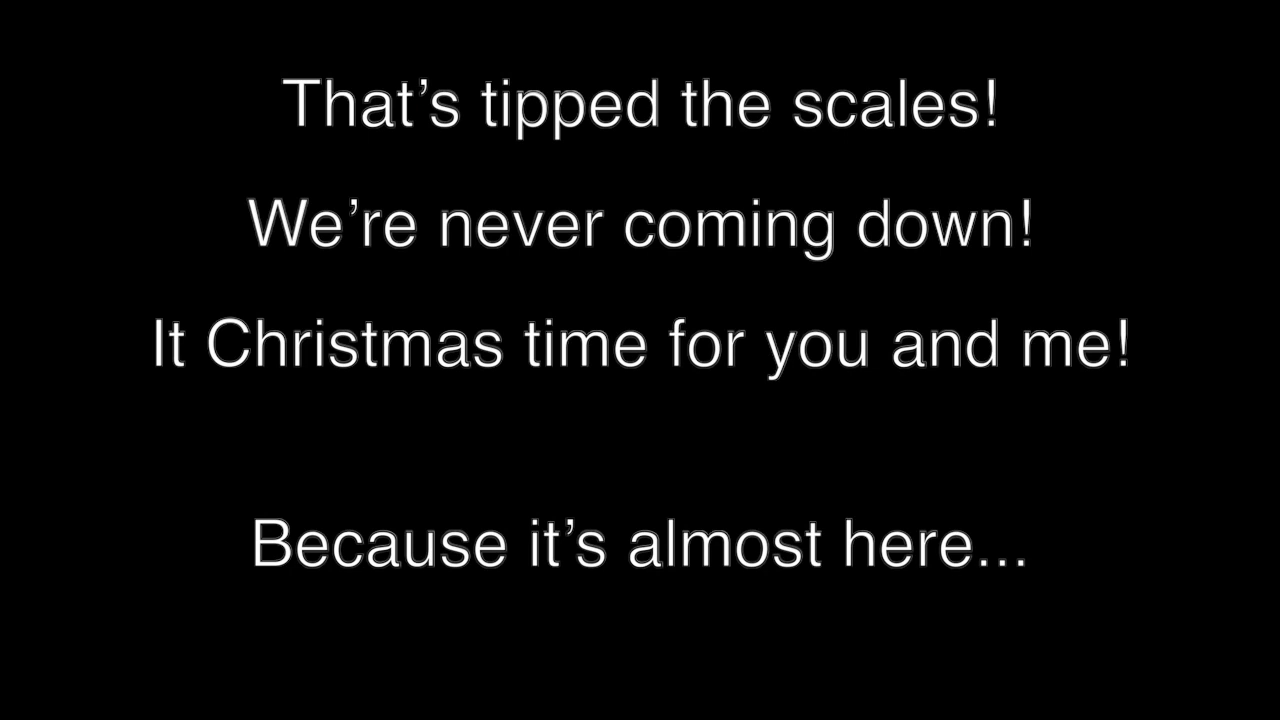 That’s tipped the scales!
We’re never coming down!
It Christmas time for you and me!
Because it’s almost here...